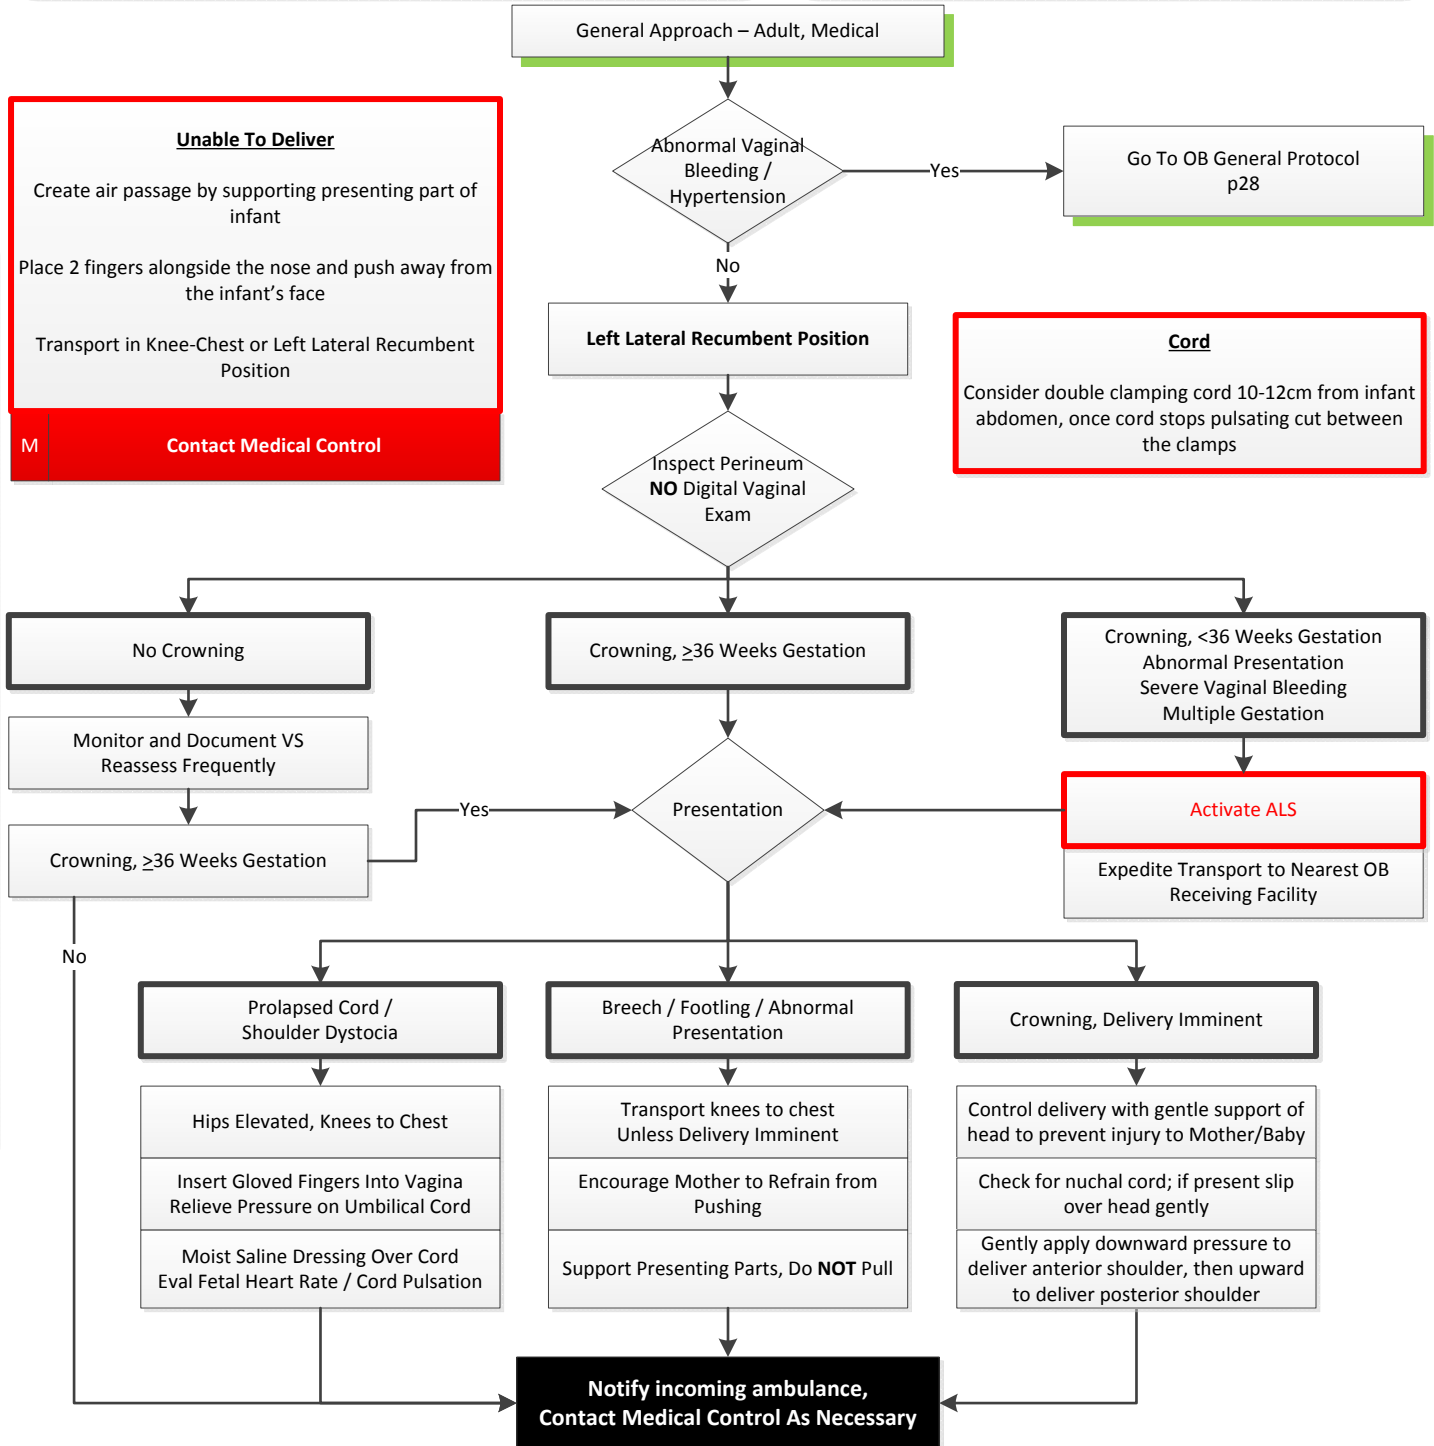 General Approach – Adult, Medical
Unable To Deliver
Create air passage by supporting presenting part of
infant
Place 2 fingers alongside the nose and push away from
the infant’s face
Transport in Knee-Chest or Left Lateral Recumbent
Position
M
Contact Medical Control
Abnormal Vaginal
Bleeding /
Hypertension
Yes
Go To OB General Protocol
p28
No
Left Lateral Recumbent Position
Cord
Consider double clamping cord 10-12cm from infant
abdomen, once cord stops pulsating cut between
the clamps
Inspect Perineum
NO Digital Vaginal
Exam
No Crowning
Crowning, ≥36 Weeks Gestation
Crowning, <36 Weeks Gestation
Abnormal Presentation
Severe Vaginal Bleeding
Multiple Gestation
Monitor and Document VS
Reassess Frequently
Yes
Presentation
Activate ALS
Crowning, ≥36 Weeks Gestation
Expedite Transport to Nearest OB
Receiving Facility
No
Prolapsed Cord /
Shoulder Dystocia
Breech / Footling / Abnormal
Presentation
Crowning, Delivery Imminent
Hips Elevated, Knees to Chest
Insert Gloved Fingers Into Vagina
Relieve Pressure on Umbilical Cord
Moist Saline Dressing Over Cord
Eval Fetal Heart Rate / Cord Pulsation
Transport knees to chest
Unless Delivery Imminent
Encourage Mother to Refrain from
Pushing
Support Presenting Parts, Do NOT Pull
Control delivery with gentle support of
head to prevent injury to Mother/Baby
Check for nuchal cord; if present slip
over head gently
Gently apply downward pressure to
deliver anterior shoulder, then upward
to deliver posterior shoulder
Notify incoming ambulance,
Contact Medical Control As Necessary